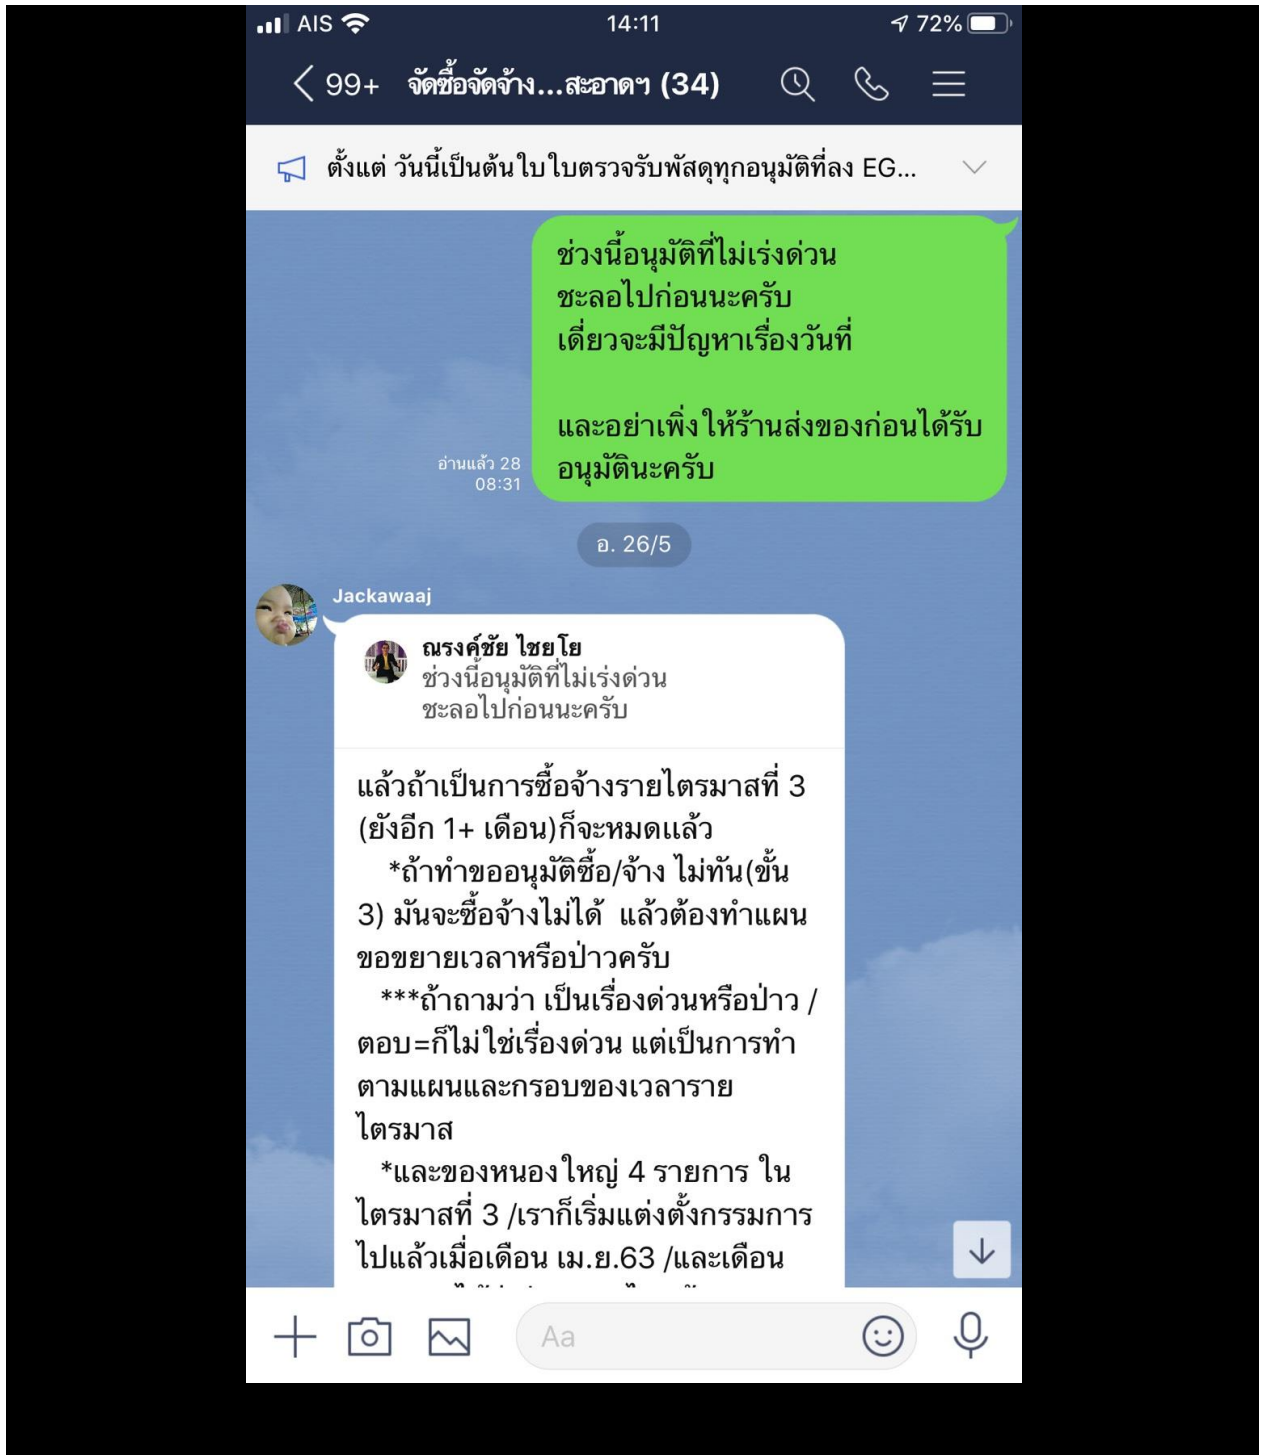 AIS 14:11 72%
99+ จัดซื้อจัดจ้าง...สะอาดฯ (34)
ตั้งแต่ วันนี้เป็นต้น ใบ ใบตรวจรับพัสดุทุกอนุมัติที่ลง EG...
ช่วงนี้อนุมัติที่ไม่เร่งด่วน
ชะลอไปก่อนนะครับ
เดี่ยวจะมีปัญหาเรื่องวันที่
และอย่าเพิ่งให้ร้านส่งของก่อนได้รับ
อนุมัตินะครับ
อ่านแล้ว 28
08:31
อ. 26/5
Jackawaaj
ณรงค์ชัย ไชยโย
ช่วงนี้อนุมัติที่ไม่เร่งด่วน
ชะลอไปก่อนนะครับ
แล้วถ้าเป็นการซื้อจ้างรายไตรมาสที่ 3
(ยังอีก 1+ เดือน)ก็จะหมดแล้ว
*ถ้าทำขออนุมัติซื้อ/จ้าง ไม่ทัน(ขั้น
3) มันจะซื้อจ้างไม่ได้ แล้วต้องทำแผน
ขอขยายเวลาหรือป่าวครับ
***ถ้าถามว่า เป็นเรื่องด่วนหรือป่าว /
ตอบ=ก็ไม่ใช่เรื่องด่วน แต่เป็นการทำ
ตามแผนและกรอบของเวลาราย
ไตรมาส
*และของหนองใหญ่ 4 รายการ ใน
ไตรมาสที่ 3 /เราก็เริ่มแต่งตั้งกรรมการ
ไปแล้วเมื่อเดือน เม.ย.63 /และเดือน
Aa